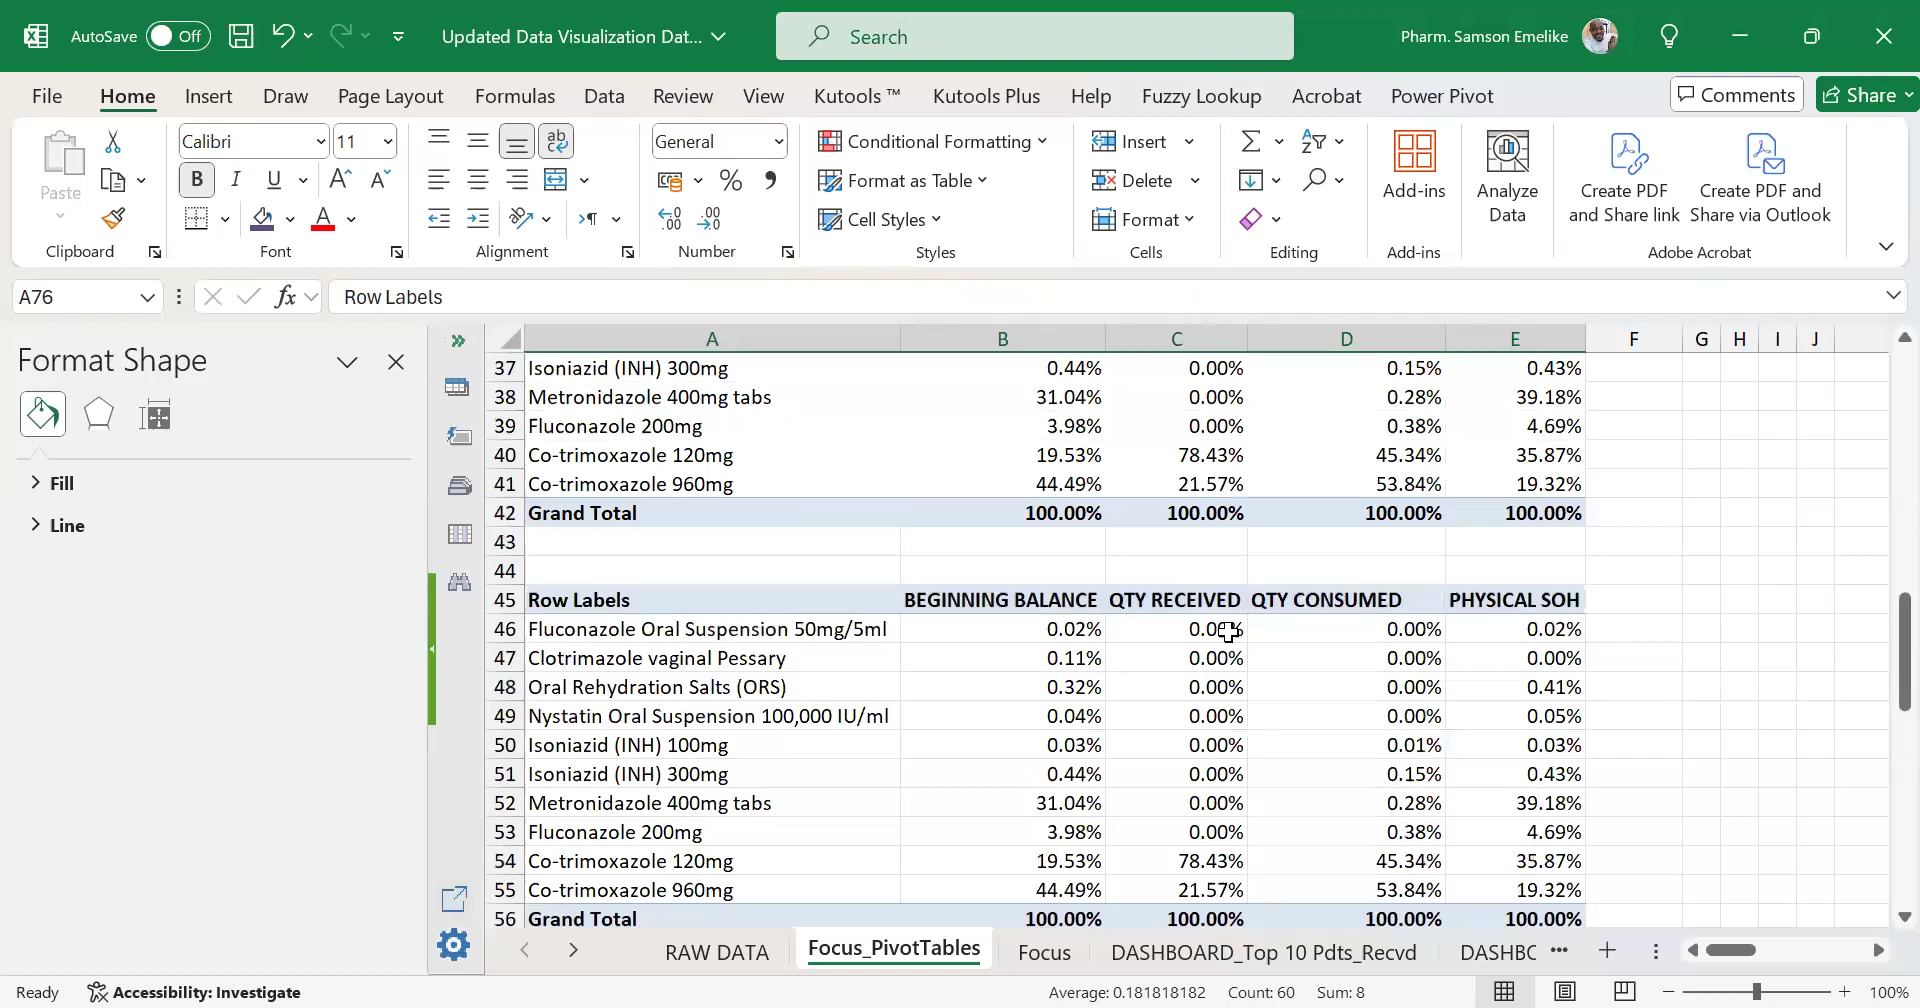 AutoSave Off Updated Data Visualization Dat... Search Pharm. Samson Emelike
File Home Insert Draw Page Layout Formulas Data Review View Kutools ™ Kutools Plus Help Fuzzy Lookup Acrobat Power Pivot Comments Share
Paste
Calibri 11
B I U A A
A
ab
General
% 9
.00 .00
Conditional Formatting
Format as Table
Cell Styles
Insert
Delete
Format
Add-ins
Analyze
Data
Create PDF
and Share link
Create PDF and
Share via Outlook
Clipboard Font Alignment Number Styles Cells Editing Add-ins Adobe Acrobat
A76 fx Row Labels
Format Shape
Fill
Line
A B C D E F G H I J
37 Isoniazid (INH) 300mg 0.44% 0.00% 0.15% 0.43%
38 Metronidazole 400mg tabs 31.04% 0.00% 0.28% 39.18%
39 Fluconazole 200mg 3.98% 0.00% 0.38% 4.69%
40 Co-trimoxazole 120mg 19.53% 78.43% 45.34% 35.87%
41 Co-trimoxazole 960mg 44.49% 21.57% 53.84% 19.32%
42 Grand Total 100.00% 100.00% 100.00% 100.00%
43
44
45 Row Labels BEGINNING BALANCE QTY RECEIVED QTY CONSUMED PHYSICAL SOH
46 Fluconazole Oral Suspension 50mg/5ml 0.02% 0.00% 0.00% 0.02%
47 Clotrimazole vaginal Pessary 0.11% 0.00% 0.00% 0.00%
48 Oral Rehydration Salts (ORS) 0.32% 0.00% 0.00% 0.41%
49 Nystatin Oral Suspension 100,000 IU/ml 0.04% 0.00% 0.00% 0.05%
50 Isoniazid (INH) 100mg 0.03% 0.00% 0.01% 0.03%
51 Isoniazid (INH) 300mg 0.44% 0.00% 0.15% 0.43%
52 Metronidazole 400mg tabs 31.04% 0.00% 0.28% 39.18%
53 Fluconazole 200mg 3.98% 0.00% 0.38% 4.69%
54 Co-trimoxazole 120mg 19.53% 78.43% 45.34% 35.87%
55 Co-trimoxazole 960mg 44.49% 21.57% 53.84% 19.32%
56 Grand Total 100.00% 100.00% 100.00% 100.00%
RAW DATA Focus_PivotTables Focus DASHBOARD_Top 10 Pdts_Recvd DASHBC ...
Ready Accessibility: Investigate Average: 0.181818182 Count: 60 Sum: 8 100%